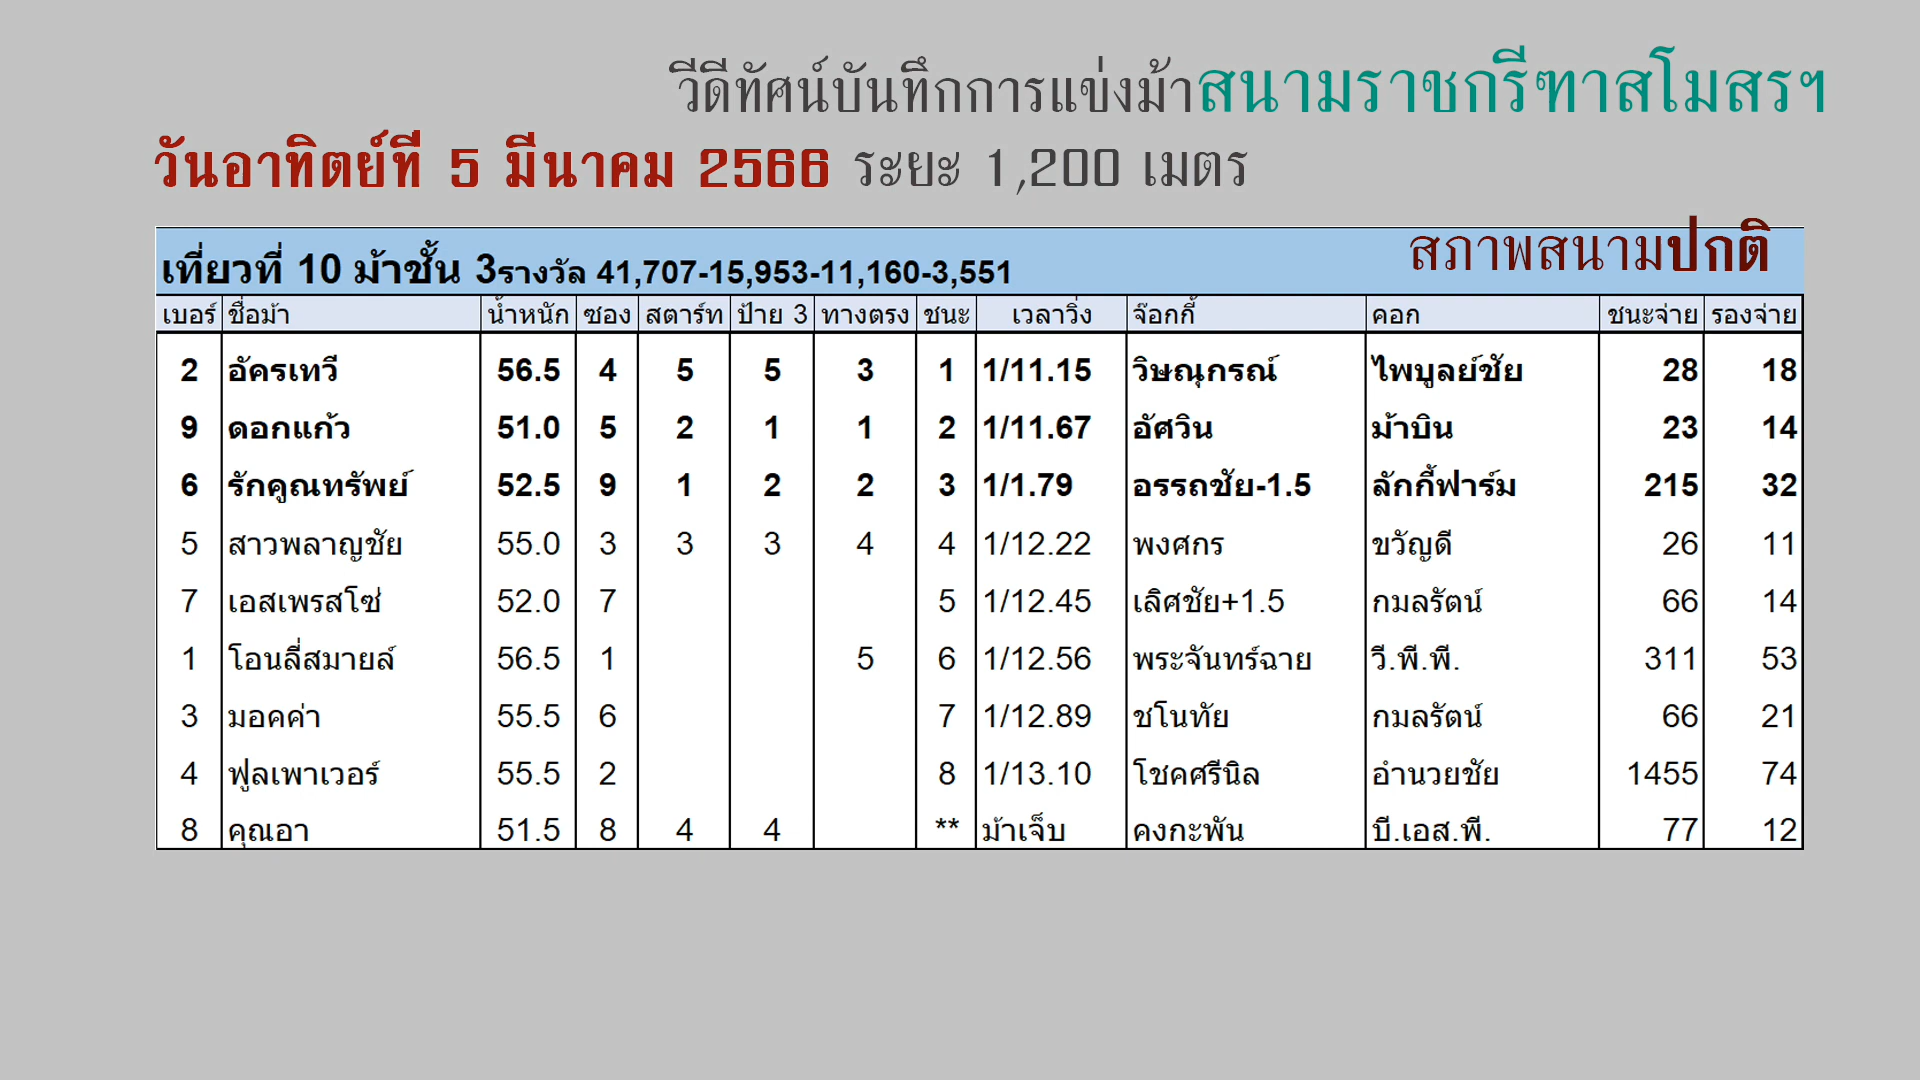 วีดีทัศน์บันทึกการแข่งม้าสนามราชกรีฑาสโมสรฯ
วันอาทิตย์ที่ 5 มีนาคม 2566 ระยะ 1,200 เมตร
สภาพสนามปกติ
เที่ยวที่ 10 ม้าชั้น 3รางวัล 41,707-15,953-11,160-3,551
เบอร์ ชื่อม้า น้ำหนัก ซอง สตาร์ท ป้าย 3 ทางตรง ชนะ เวลาวิ่ง จ๊อกกี้ คอก ชนะจ่าย รองจ่าย
2 อัครเทวี 56.5 4 5 5 3 1 1/11.15 วิษณุกรณ์ ไพบูลย์ชัย 28 18
9 ดอกแก้ว 51.0 5 2 1 1 2 1/11.67 อัศวิน ม้าบิน 23 14
6 รักคูณทรัพย์ 52.5 9 1 2 2 3 1/1.79 อรรถชัย-1.5 ลักกี้ฟาร์ม 215 32
5 สาวพลาญชัย 55.0 3 3 3 4 4 1/12.22 พงศกร ขวัญดี 26 11
7 เอสเพรสโซ่ 52.0 7 5 1/12.45 เลิศชัย+1.5 กมลรัตน์ 66 14
1 โอนลี่สมายล์ 56.5 1 5 6 1/12.56 พระจันทร์ฉาย วี.พี.พี. 311 53
3 มอคค่า 55.5 6 7 1/12.89 ชโนทัย กมลรัตน์ 66 21
4 ฟูลเพาเวอร์ 55.5 2 8 1/13.10 โชคศรีนิล อำนวยชัย 1455 74
8 คุณอา 51.5 8 4 4 ** ม้าเจ็บ คงกะพัน บี.เอส.พี. 77 12